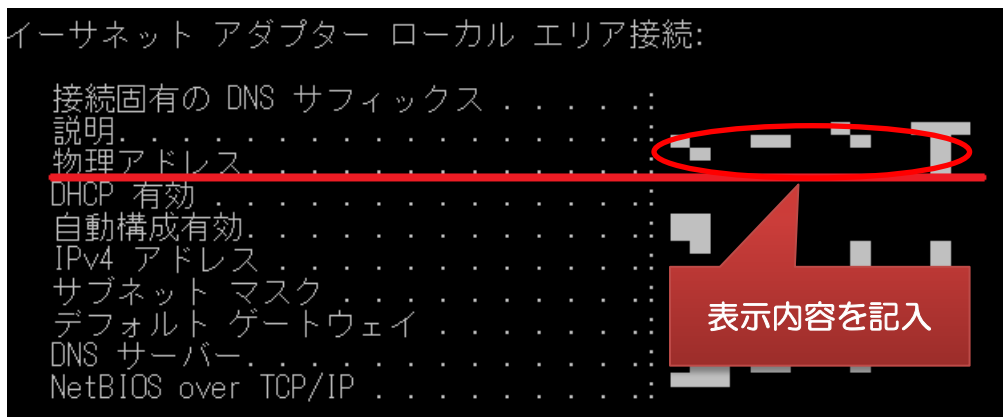 イーサネット アダプター ローカル エリア接続:
接続固有の DNS サフィックス . . . . .:
説明. . . . . . . . . . . . . . . . .:
物理アドレス. . . . . . . . . . . . .:
DHCP 有効 . . . . . . . . . . . . . .:
自動構成有効. . . . . . . . . . . . .:
IPv4 アドレス . . . . . . . . . . . .:
サブネット マスク . . . . . . . . . .:
デフォルト ゲートウェイ . . . . . . .:
DNS サーバー. . . . . . . . . . . . .:
NetBIOS over TCP/IP . . . . . . . . .:
表示内容を記入